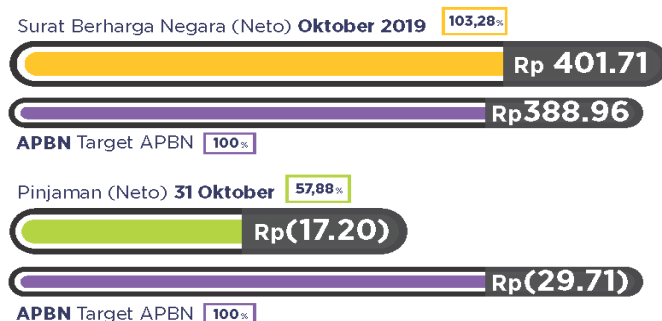 Surat Berharga Negara (Neto) Oktober 2019 103,28%
Rp 401.71
Rp388.96
APBN Target APBN 100%
Pinjaman (Neto) 31 Oktober 57,88%
Rp(17.20)
Rp(29.71)
APBN Target APBN 100%